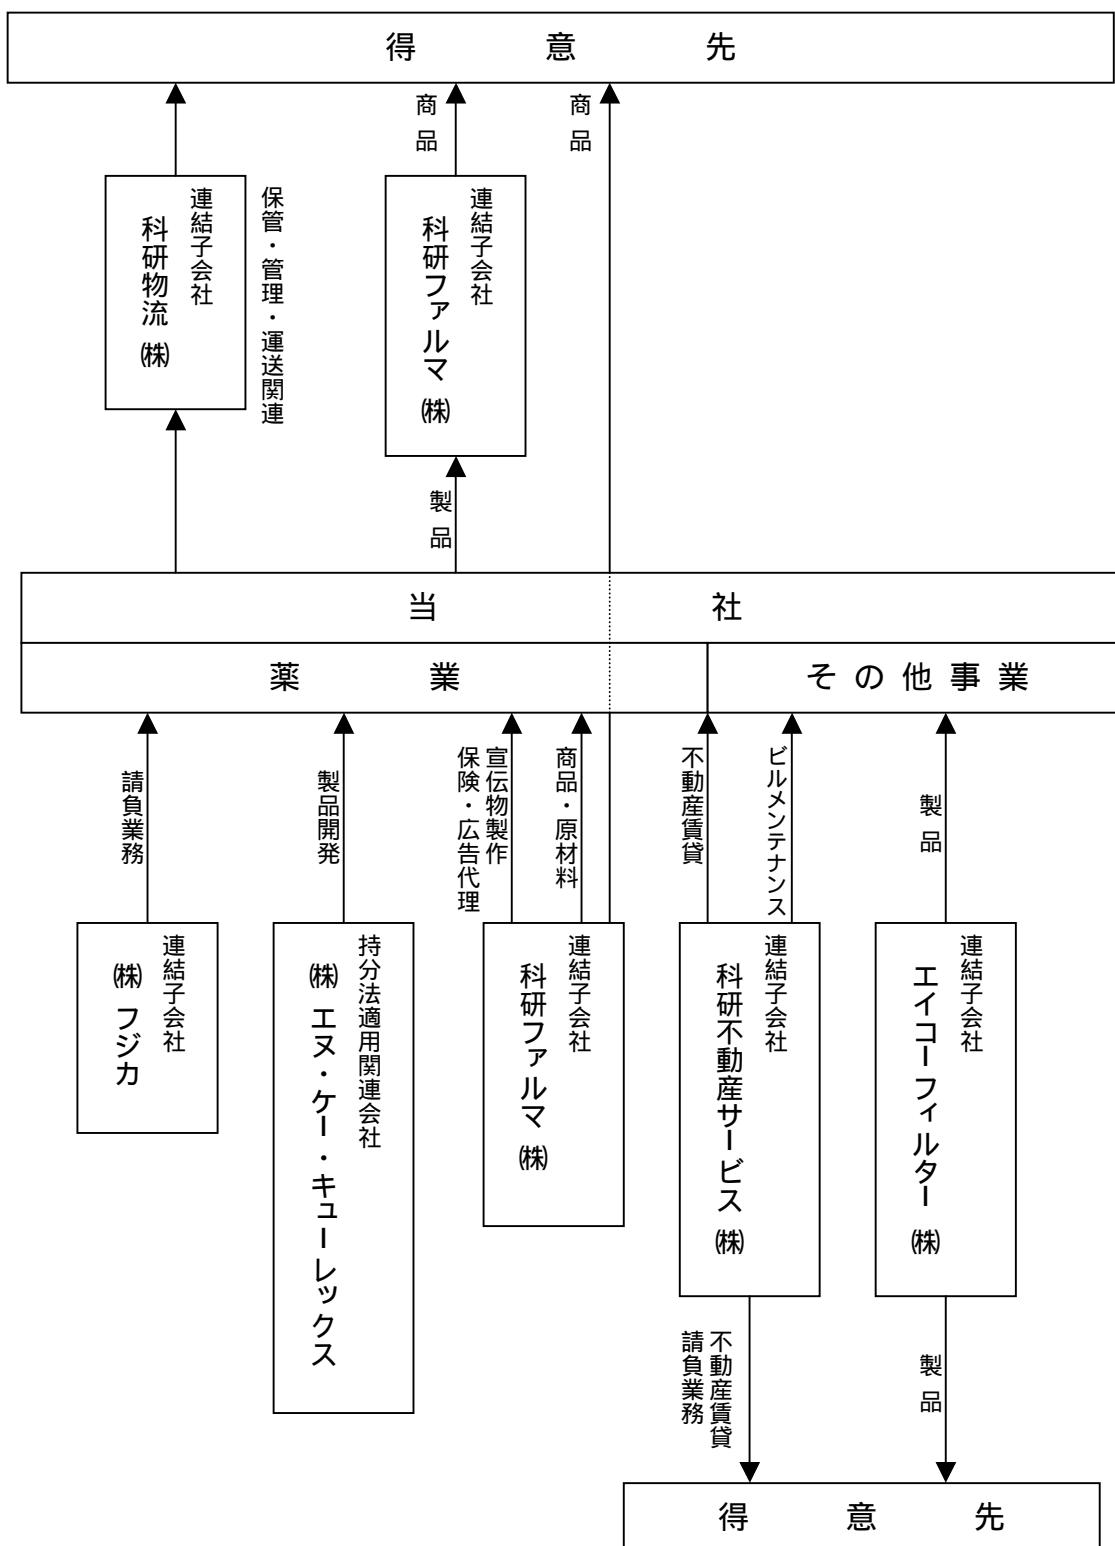 得意先
商品
商品
連結子会社
科研物流㈱
保管・管理・運送関連
連結子会社
科研ファルマ㈱
製品
当社
薬業
その他事業
請負業務
製品開発
宣伝物製作
保険・広告代理
商品・原材料
不動産賃貸
ビルメンテナンス
製品
連結子会社
㈱フジカ
持分法適用関連会社
㈱エヌ・ケー・キューレックス
連結子会社
科研ファルマ㈱
連結子会社
科研不動産サービス㈱
連結子会社
エイコーフィルター㈱
不動産賃貸
請負業務
製品
得意先